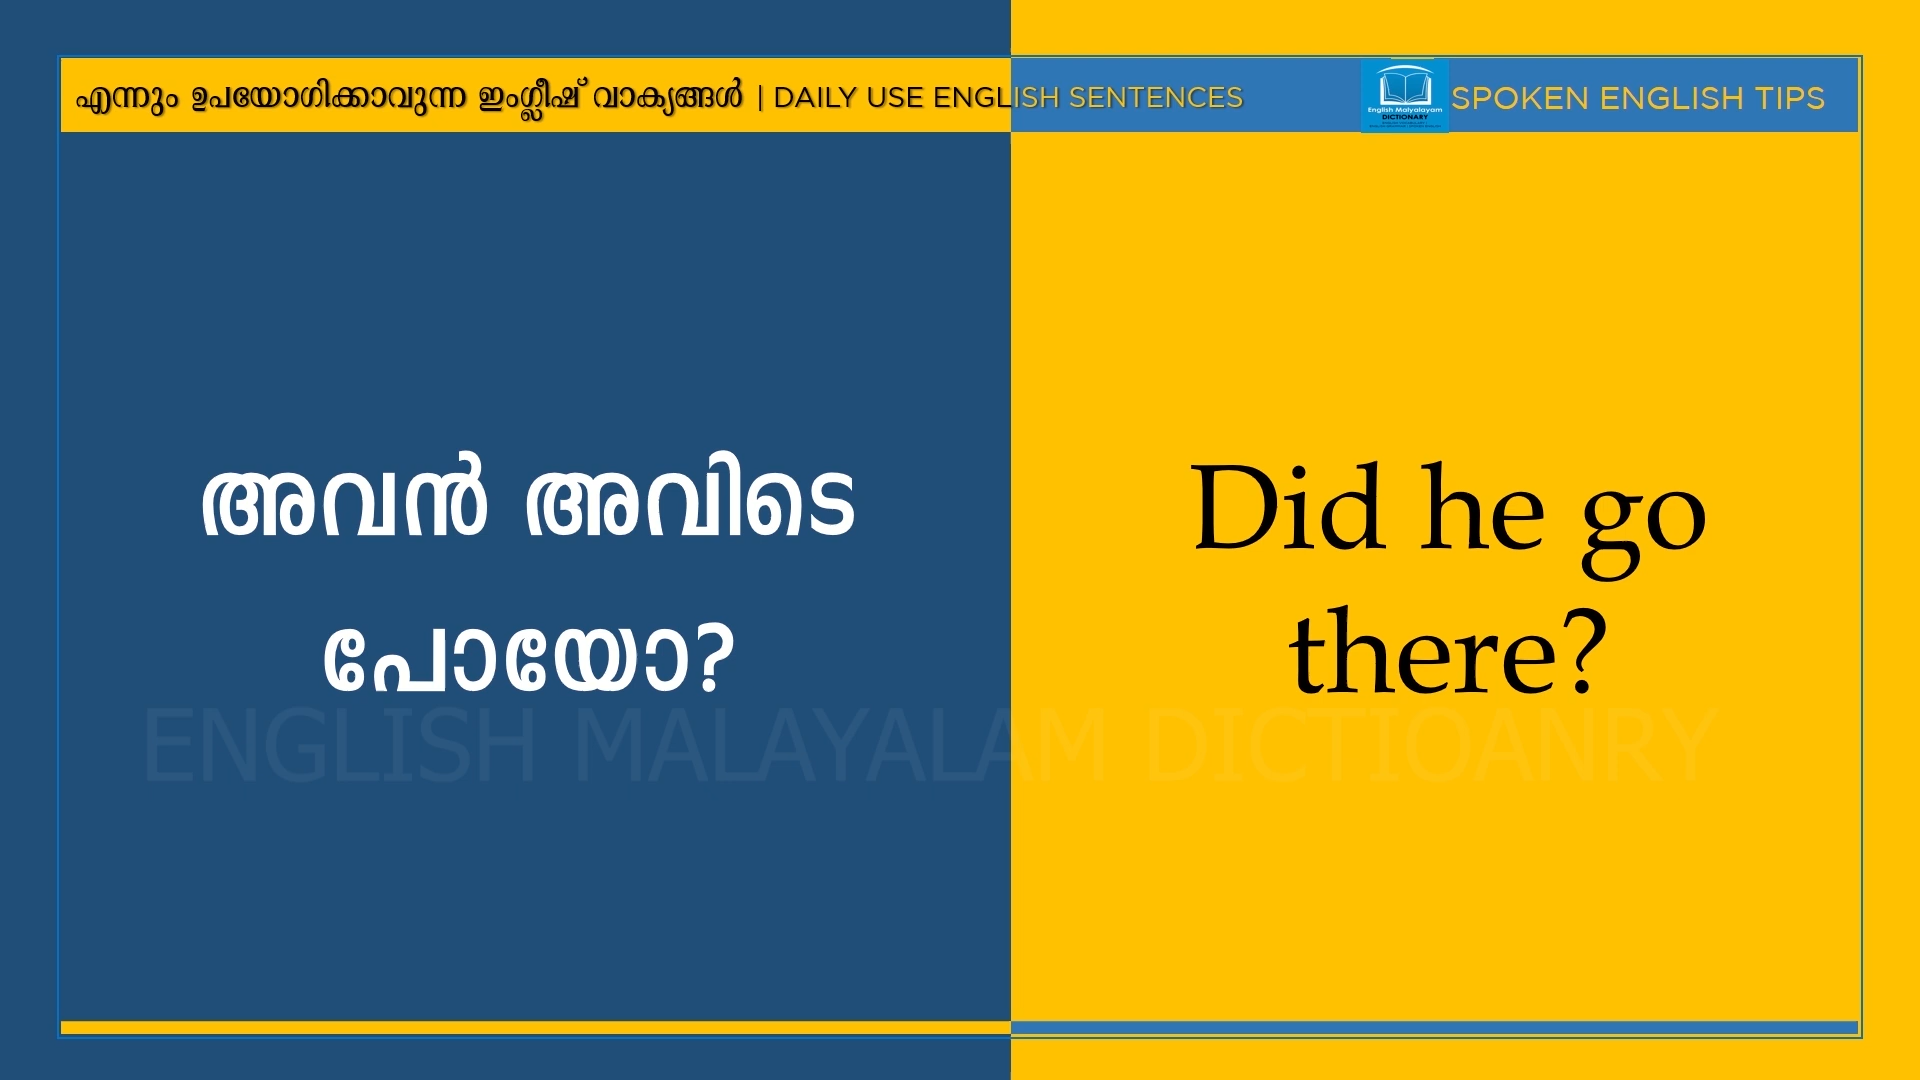 എന്നും ഉപയോഗിക്കാവുന്ന ഇംഗ്ലീഷ് വാക്യങ്ങൾ | DAILY USE ENGLISH SENTENCES
English Malyalayam
DICTIONARY
SPOKEN ENGLISH TIPS
അവൻ അവിടെ
പോയോ?
Did he go
there?
ENGLISH MALAYALAM DICTIOANRY